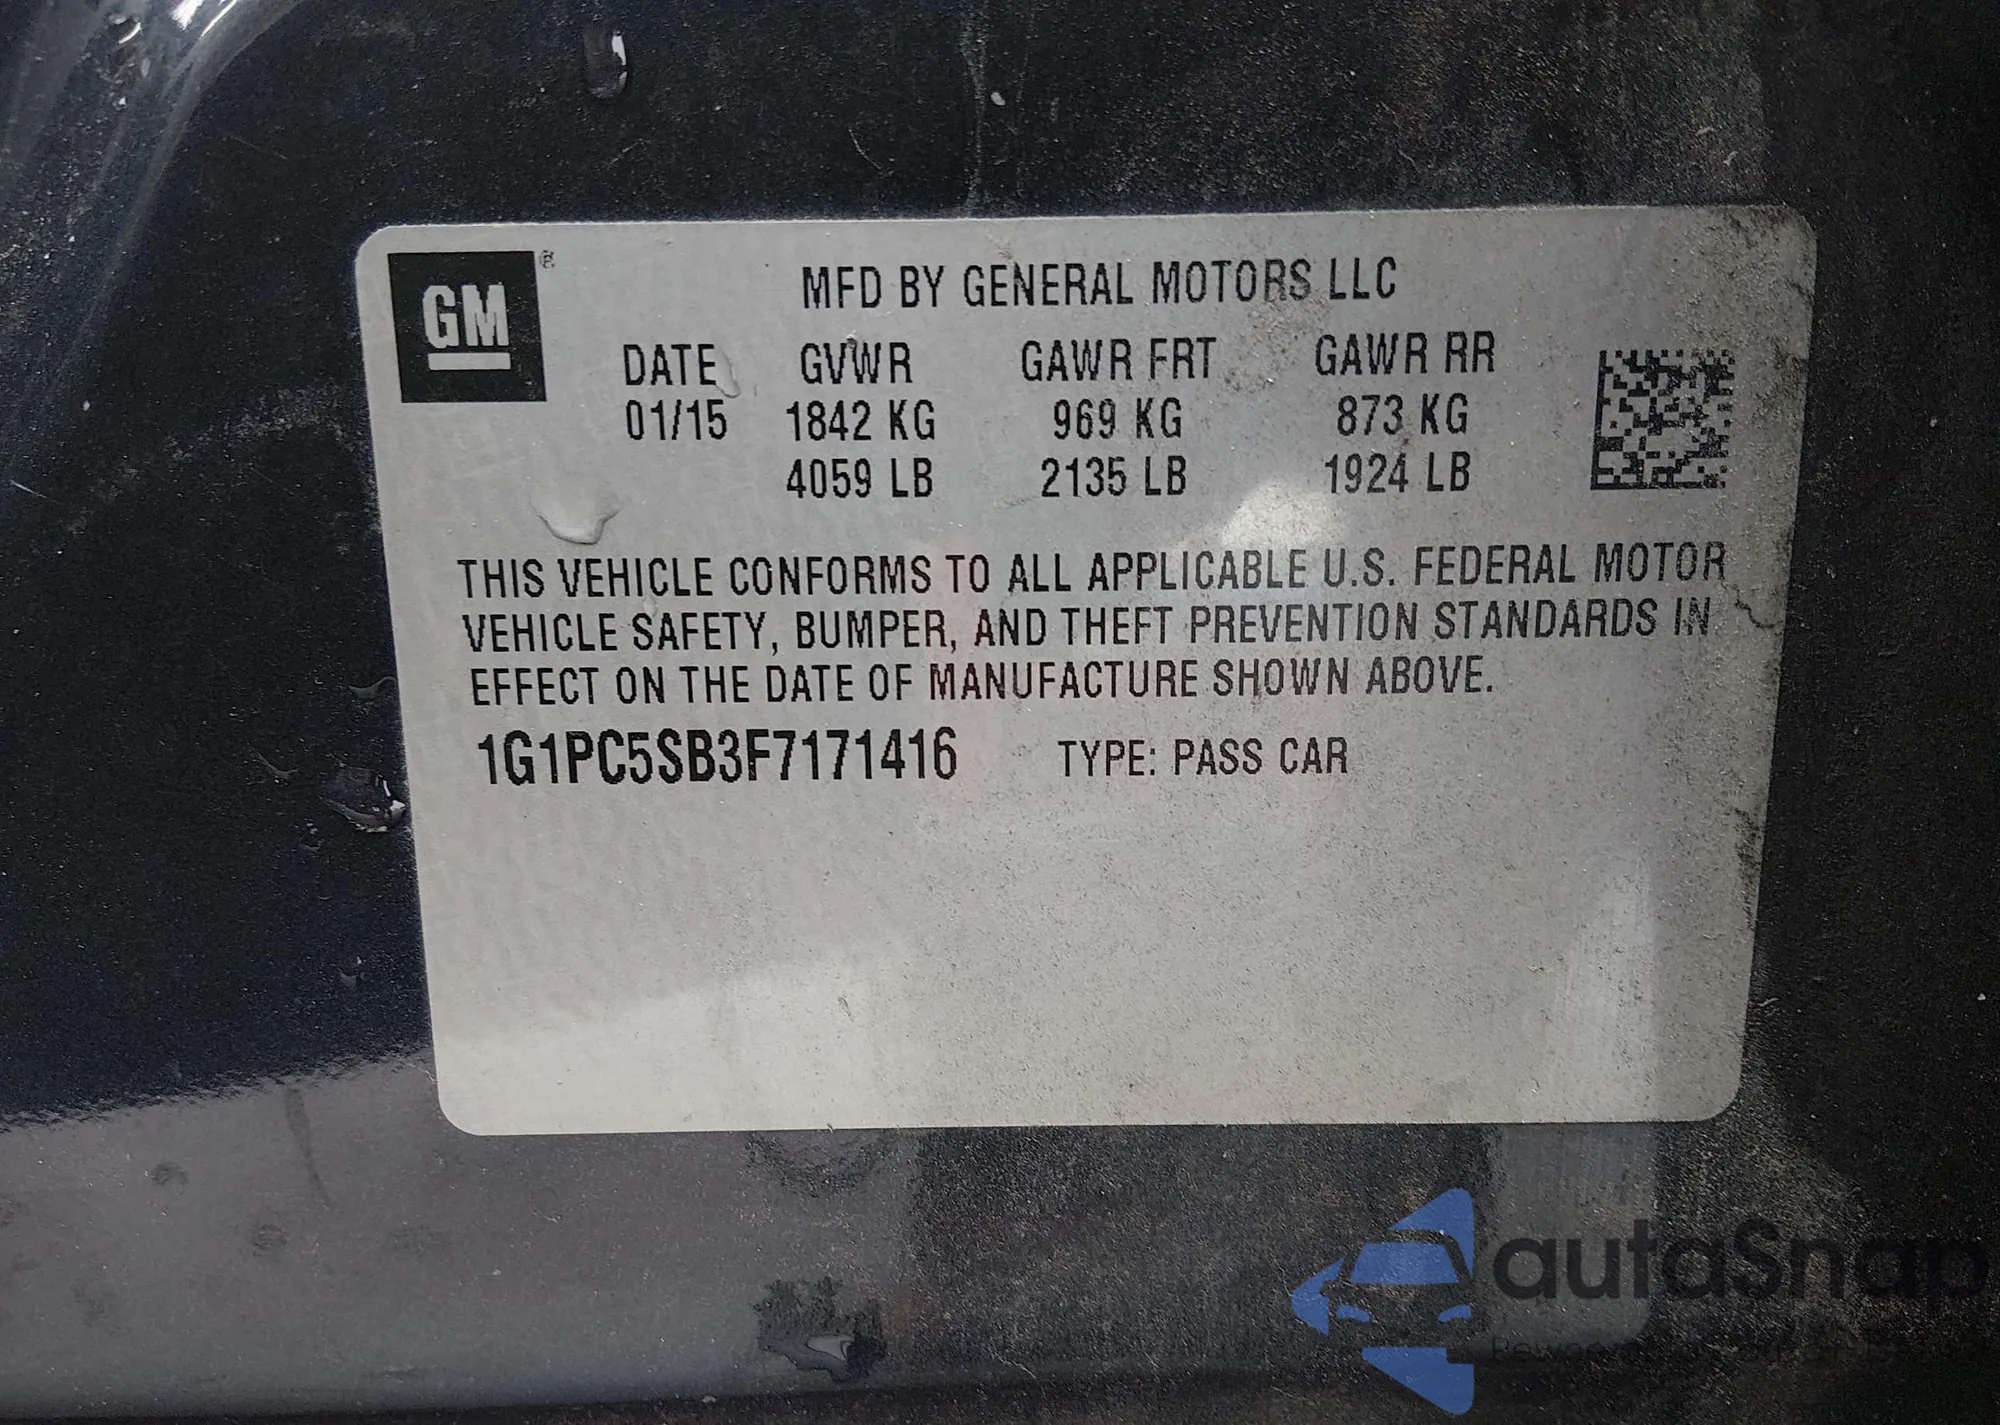 GM ®
MFD BY GENERAL MOTORS LLC
DATE GVWR GAWR FRT GAWR RR
01/15 1842 KG 969 KG 873 KG
4059 LB 2135 LB 1924 LB
THIS VEHICLE CONFORMS TO ALL APPLICABLE U.S. FEDERAL MOTOR
VEHICLE SAFETY, BUMPER, AND THEFT PREVENTION STANDARDS IN
EFFECT ON THE DATE OF MANUFACTURE SHOWN ABOVE.
1G1PC5SB3F7171416 TYPE: PASS CAR
autaSnap